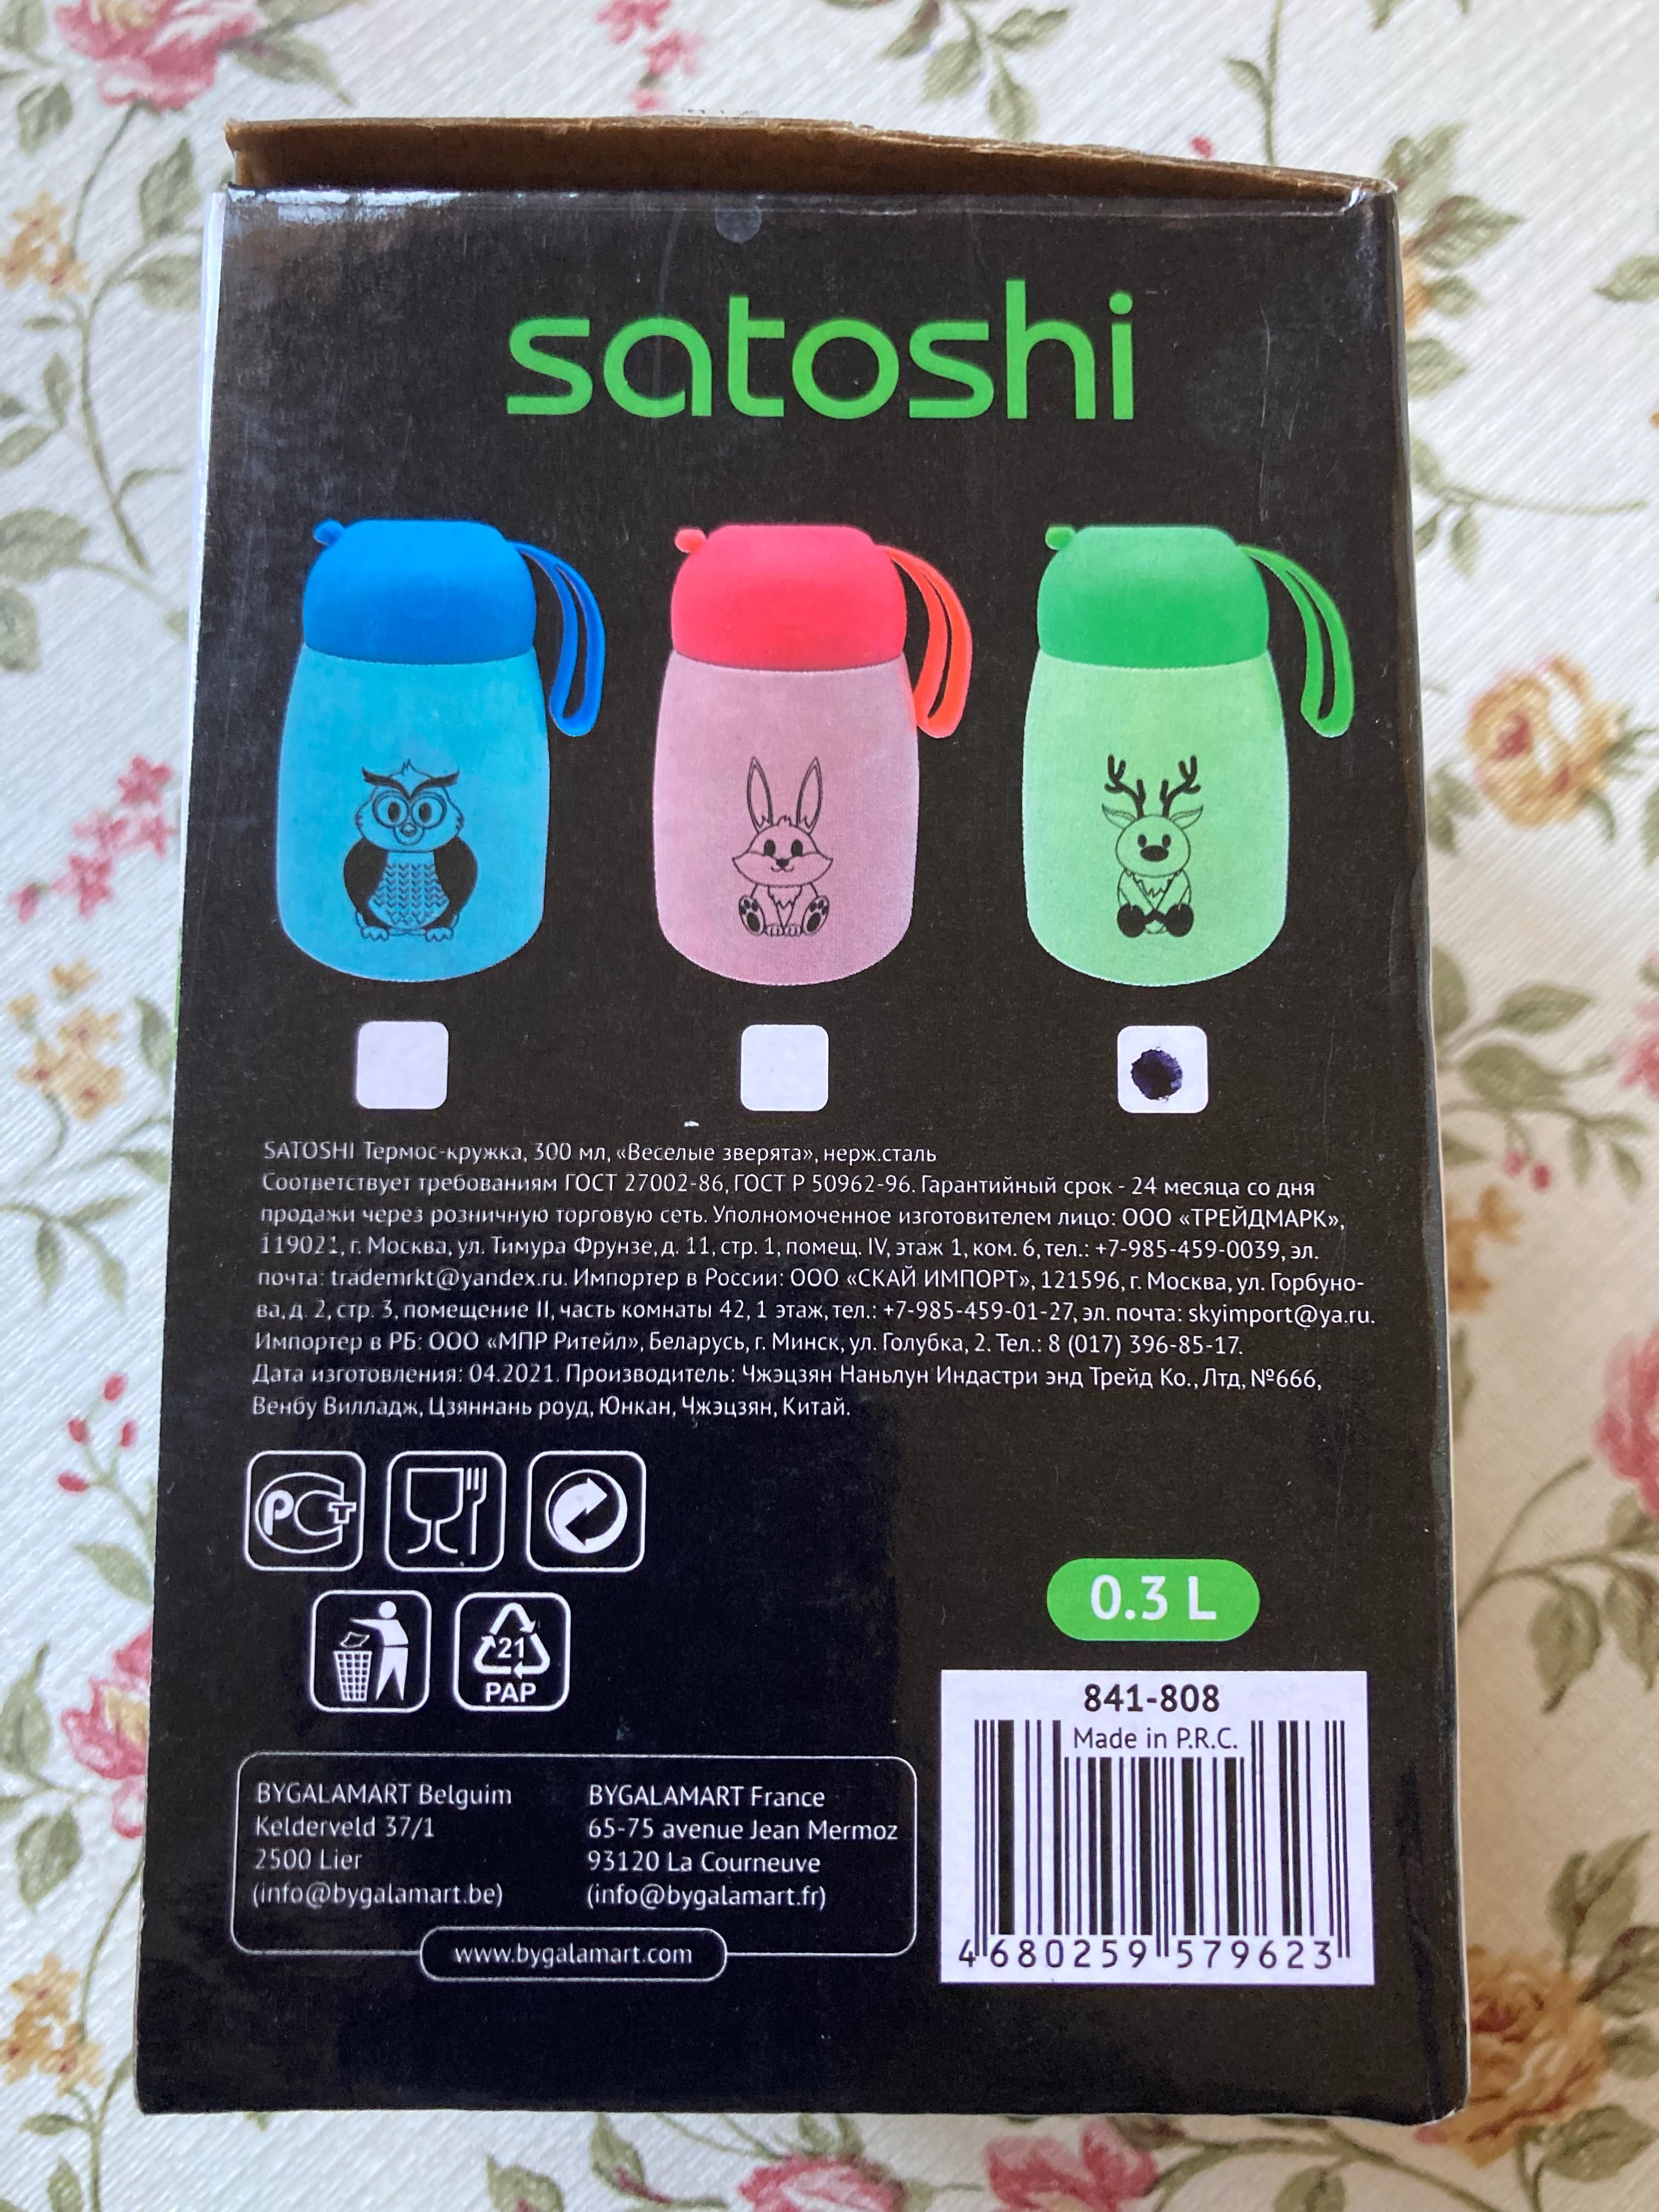 satoshi
SATOSHI Термос-кружка, 300 мл, «Веселые зверята», нерж.сталь
Соответствует требованиям ГОСТ 27002-86, ГОСТ Р 50962-96. Гарантийный срок - 24 месяца со дня
продажи через розничную торговую сеть. Уполномоченное изготовителем лицо: ООО «ТРЕЙДМАРК»,
119021, г. Москва, ул. Тимура Фрунзе, д. 11, стр. 1, помещ. IV, этаж 1, ком. 6, тел.: +7-985-459-0039, эл.
почта: trademrkt@yandex.ru. Импортер в России: ООО «СКАЙ ИМПОРТ», 121596, г. Москва, ул. Горбуно-
ва, д. 2, стр. 3, помещение II, часть комнаты 42, 1 этаж, тел.: +7-985-459-01-27, эл. почта: skyimport@ya.ru.
Импортер в РБ: ООО «МПР Ритейл», Беларусь, г. Минск, ул. Голубка, 2. Тел.: 8 (017) 396-85-17.
Дата изготовления: 04.2021. Производитель: Чжэцзян Наньлун Индастри энд Трейд Ко., Лтд, №666,
Венбу Вилладж, Цзяннань роуд, Юнкан, Чжэцзян, Китай.
РСТ
21
PAP
0.3 L
841-808
Made in P.R.C.
4 680259 579623
BYGALAMART Belguim
Kelderveld 37/1
2500 Lier
(info@bygalamart.be)
BYGALAMART France
65-75 avenue Jean Mermoz
93120 La Courneuve
(info@bygalamart.fr)
www.bygalamart.com